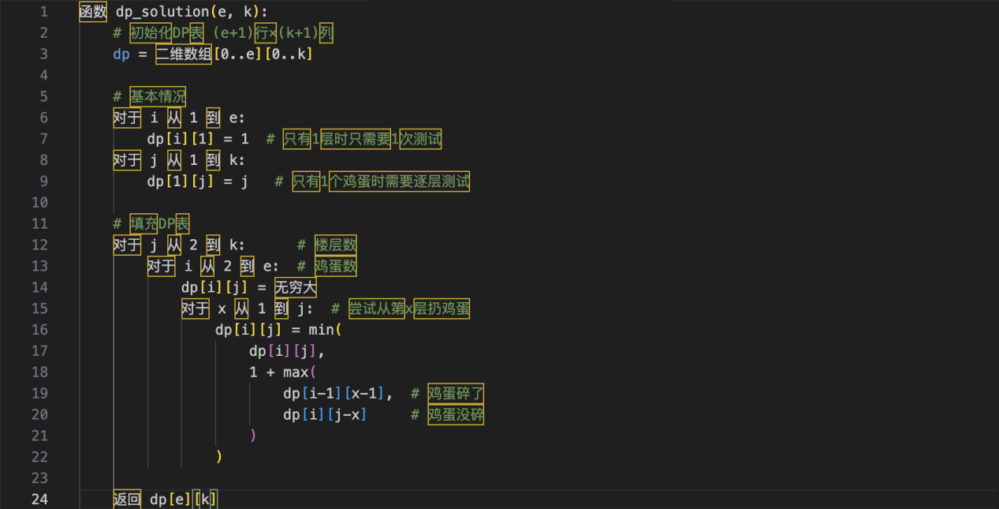 1 函数 dp_solution(e, k):
2     # 初始化DP表 (e+1)行×(k+1)列
3     dp = 二维数组[0..e][0..k]
4
5     # 基本情况
6     对于 i 从 1 到 e:
7         dp[i][1] = 1  # 只有1层时只需要1次测试
8     对于 j 从 1 到 k:
9         dp[1][j] = j   # 只有1个鸡蛋时需要逐层测试
10
11     # 填充DP表
12     对于 j 从 2 到 k:      # 楼层数
13         对于 i 从 2 到 e:  # 鸡蛋数
14             dp[i][j] = 无穷大
15             对于 x 从 1 到 j:  # 尝试从第x层扔鸡蛋
16                 dp[i][j] = min(
17                     dp[i][j],
18                     1 + max(
19                         dp[i-1][x-1],  # 鸡蛋碎了
20                         dp[i][j-x]     # 鸡蛋没碎
21                     )
22                 )
23
24     返回 dp[e][k]